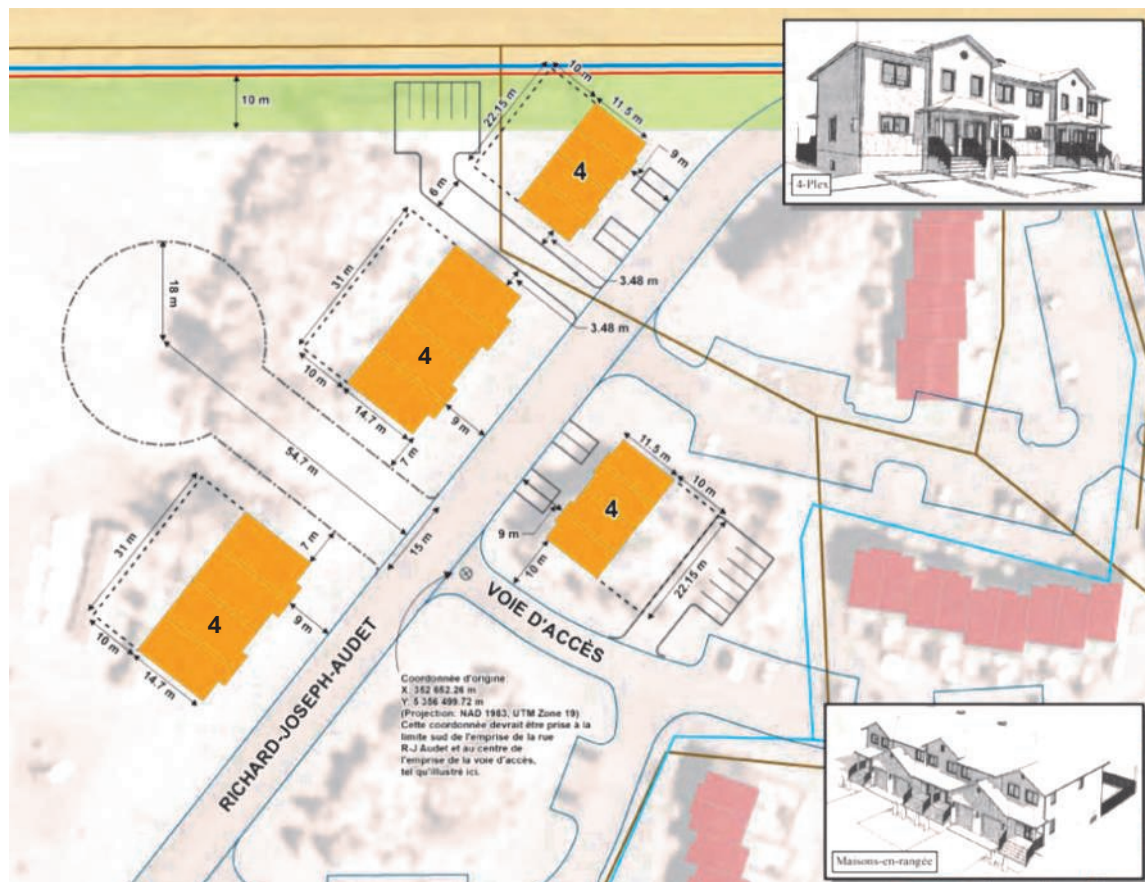 10 m
22.15 m
10 m
11.5 m
9 m
4
6 m
4-Plex
3.48 m
3.48 m
31 m
18 m
4
10 m
14.7 m
9 m
7 m
54.7 m
15 m
11.5 m
10 m
4
9 m
10 m
22.15 m
31 m
7 m
4
9 m
10 m
14.7 m
VOIE D'ACCÈS
RICHARD-JOSEPH-AUDET
Coordonnée d'origine
X: 352 652.26 m
Y: 5 356 499.72 m
(Projection: NAD 1983, UTM Zone 19)
Cette coordonnée devrait être prise à la
limite sud de l'emprise de la rue
R-J Audet et au centre de
l'emprise de la voie d'accès,
tel qu'illustré ici.
Maisons-en-rangée